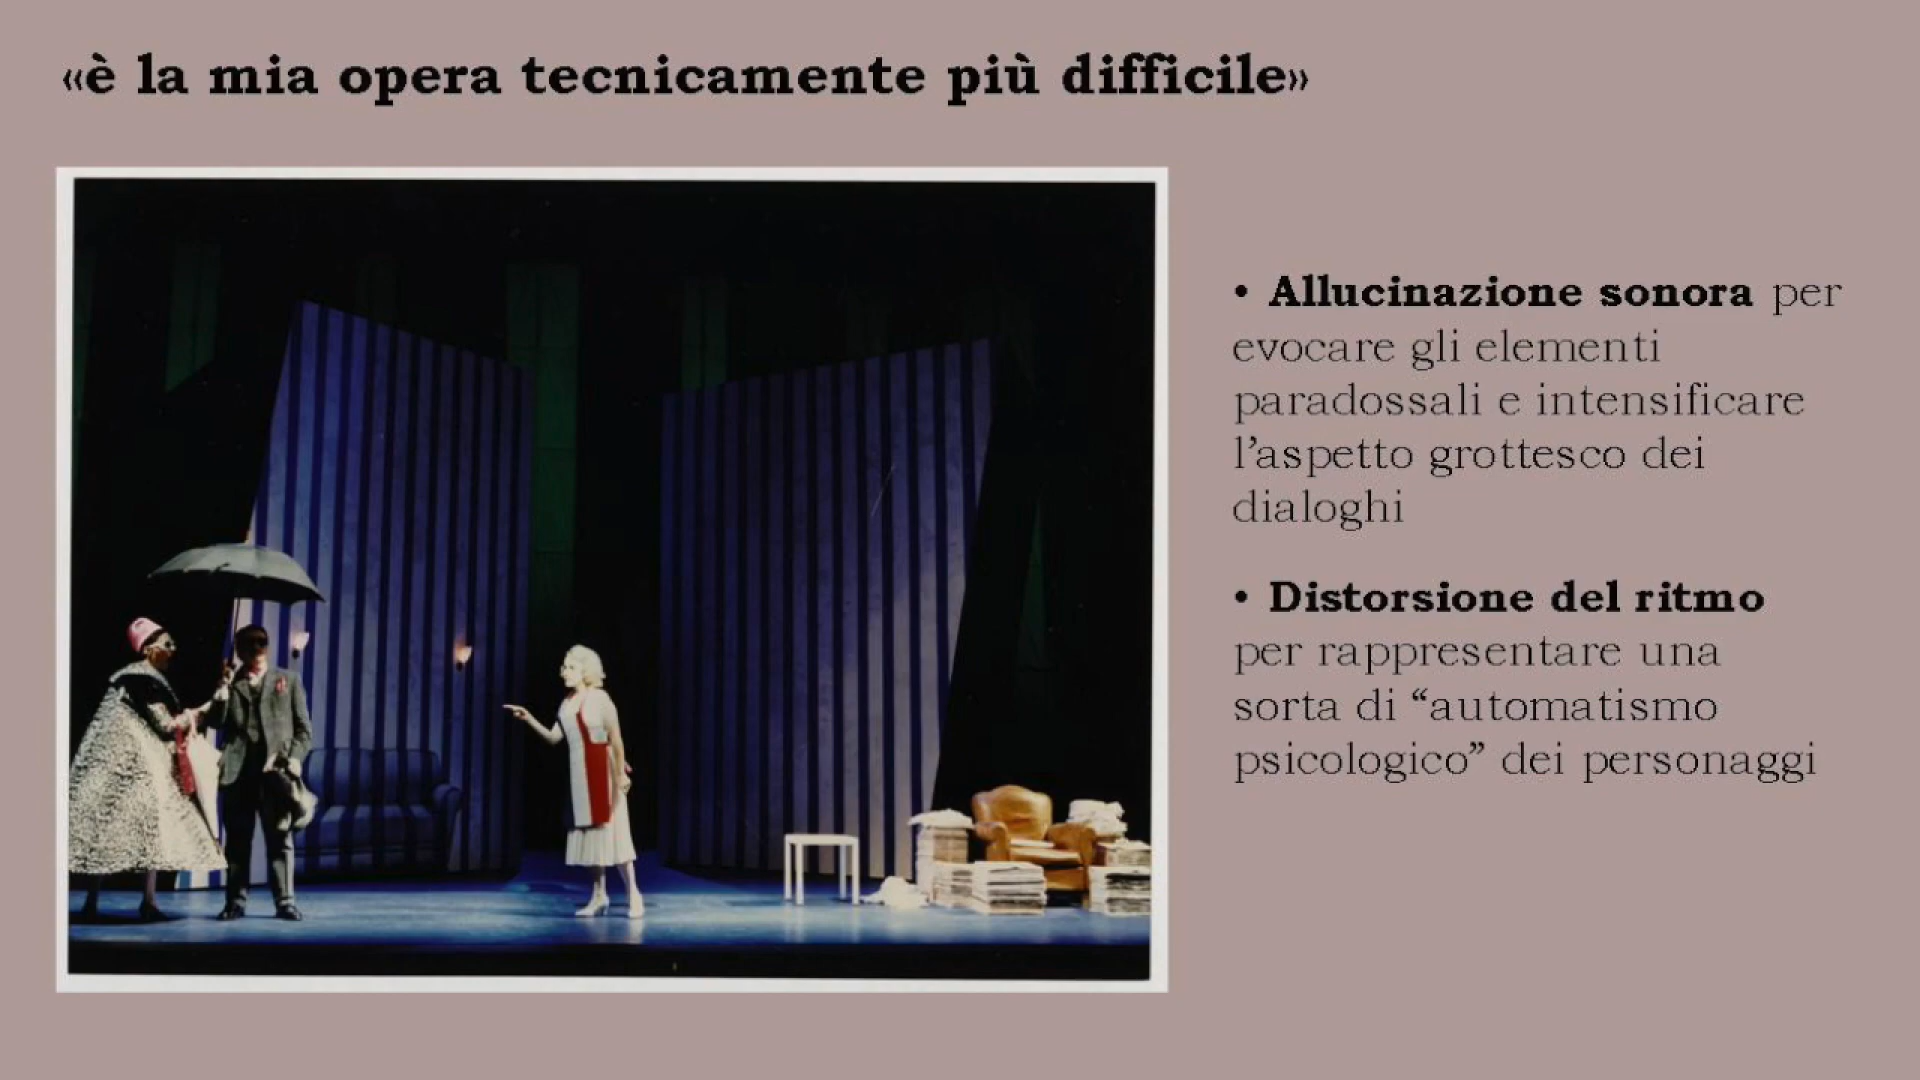 «è la mia opera tecnicamente più difficile»
• Allucinazione sonora per
evocare gli elementi
paradossali e intensificare
l’aspetto grottesco dei
dialoghi
• Distorsione del ritmo
per rappresentare una
sorta di “automatismo
psicologico” dei personaggi